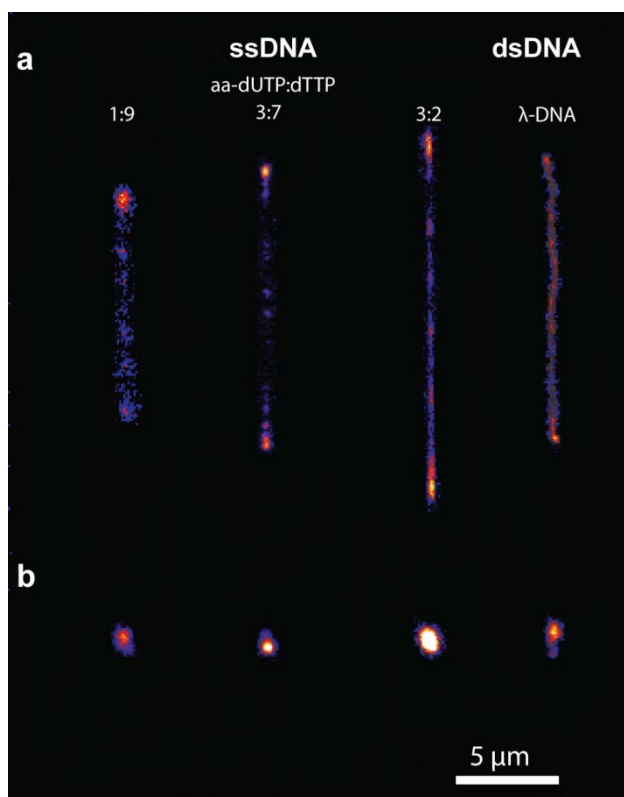 a
ssDNA
dsDNA
aa-dUTP:dTTP
1:9
3:7
3:2
λ-DNA
b
5 μm